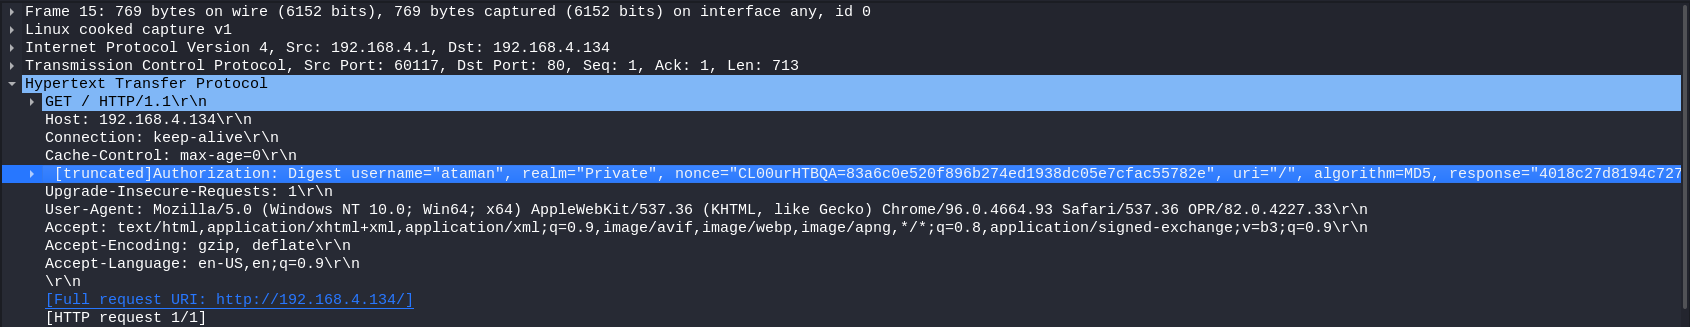 Frame 15: 769 bytes on wire (6152 bits), 769 bytes captured (6152 bits) on interface any, id 0
Linux cooked capture v1
Internet Protocol Version 4, Src: 192.168.4.1, Dst: 192.168.4.134
Transmission Control Protocol, Src Port: 60117, Dst Port: 80, Seq: 1, Ack: 1, Len: 713
Hypertext Transfer Protocol
GET / HTTP/1.1\r\n
Host: 192.168.4.134\r\n
Connection: keep-alive\r\n
Cache-Control: max-age=0\r\n
[truncated]Authorization: Digest username="ataman", realm="Private", nonce="CL00urHTBQA=83a6c0e520f896b274ed1938dc05e7cfac55782e", uri="/", algorithm=MD5, response="4018c27d8194c727
Upgrade-Insecure-Requests: 1\r\n
User-Agent: Mozilla/5.0 (Windows NT 10.0; Win64; x64) AppleWebKit/537.36 (KHTML, like Gecko) Chrome/96.0.4664.93 Safari/537.36 OPR/82.0.4227.33\r\n
Accept: text/html,application/xhtml+xml,application/xml;q=0.9,image/avif,image/webp,image/apng,*/*;q=0.8,application/signed-exchange;v=b3;q=0.9\r\n
Accept-Encoding: gzip, deflate\r\n
Accept-Language: en-US,en;q=0.9\r\n
\r\n
[Full request URI: http://192.168.4.134/]
[HTTP request 1/1]